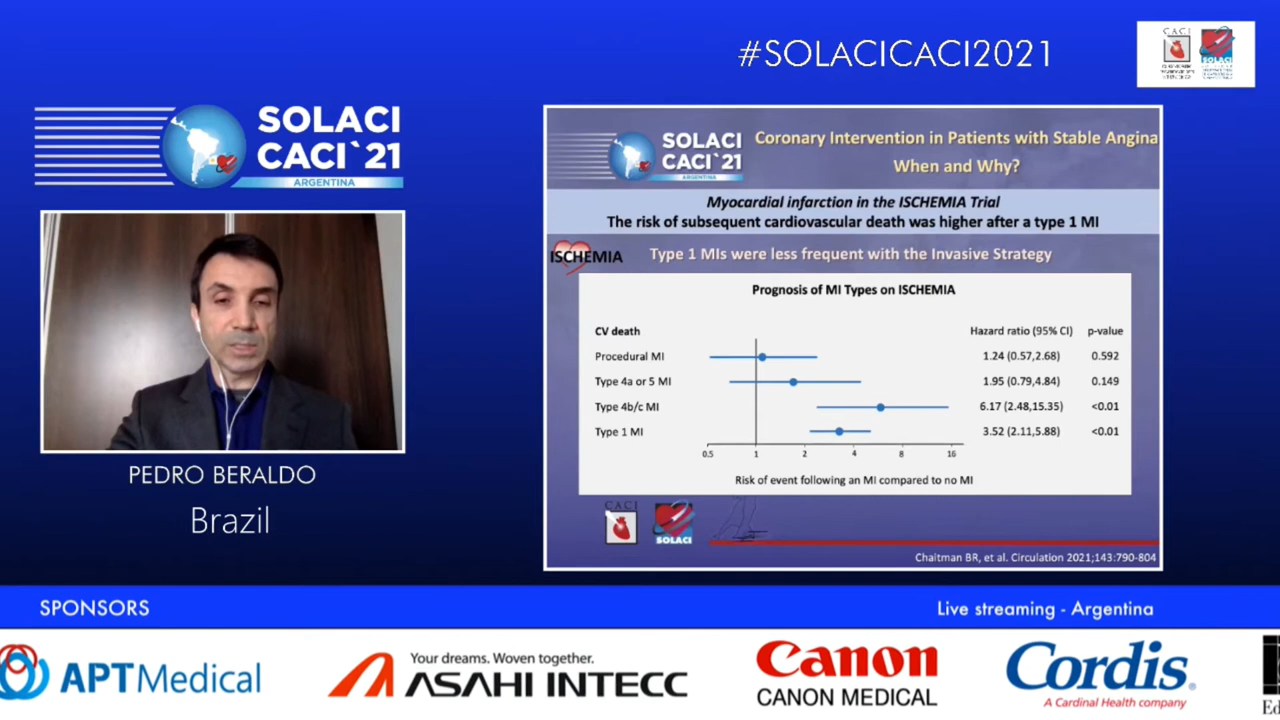 #SOLACICACI2021
CACI
SOLACI
SOLACI
CACI`21
ARGENTINA
PEDRO BERALDO
Brazil
SOLACI
CACI`21
ARGENTINA
Coronary Intervention in Patients with Stable Angina
When and Why?
Myocardial infarction in the ISCHEMIA Trial
The risk of subsequent cardiovascular death was higher after a type 1 MI
ISCHEMIA
Type 1 MIs were less frequent with the Invasive Strategy
Prognosis of MI Types on ISCHEMIA
CV death Hazard ratio (95% CI) p-value
Procedural MI 1.24 (0.57,2.68) 0.592
Type 4a or 5 MI 1.95 (0.79,4.84) 0.149
Type 4b/c MI 6.17 (2.48,15.35) <0.01
Type 1 MI 3.52 (2.11,5.88) <0.01
0.5 1 2 4 8 16
Risk of event following an MI compared to no MI
CACI
SOLACI
Chaitman BR, et al. Circulation 2021;143:790-804
SPONSORS
Live streaming - Argentina
APTMedical
Your dreams. Woven together.
ASAHI INTECC
Canon
CANON MEDICAL
Cordis®
A Cardinal Health company
Ed